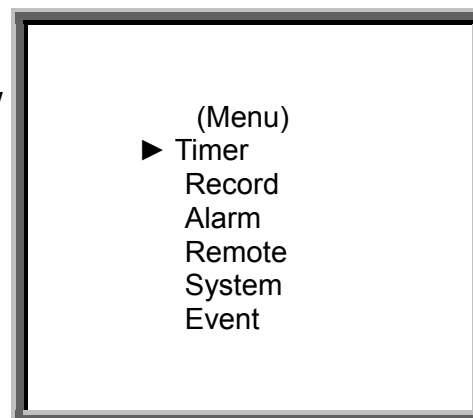 (Menu)
► Timer
Record
Alarm
Remote
System
Event